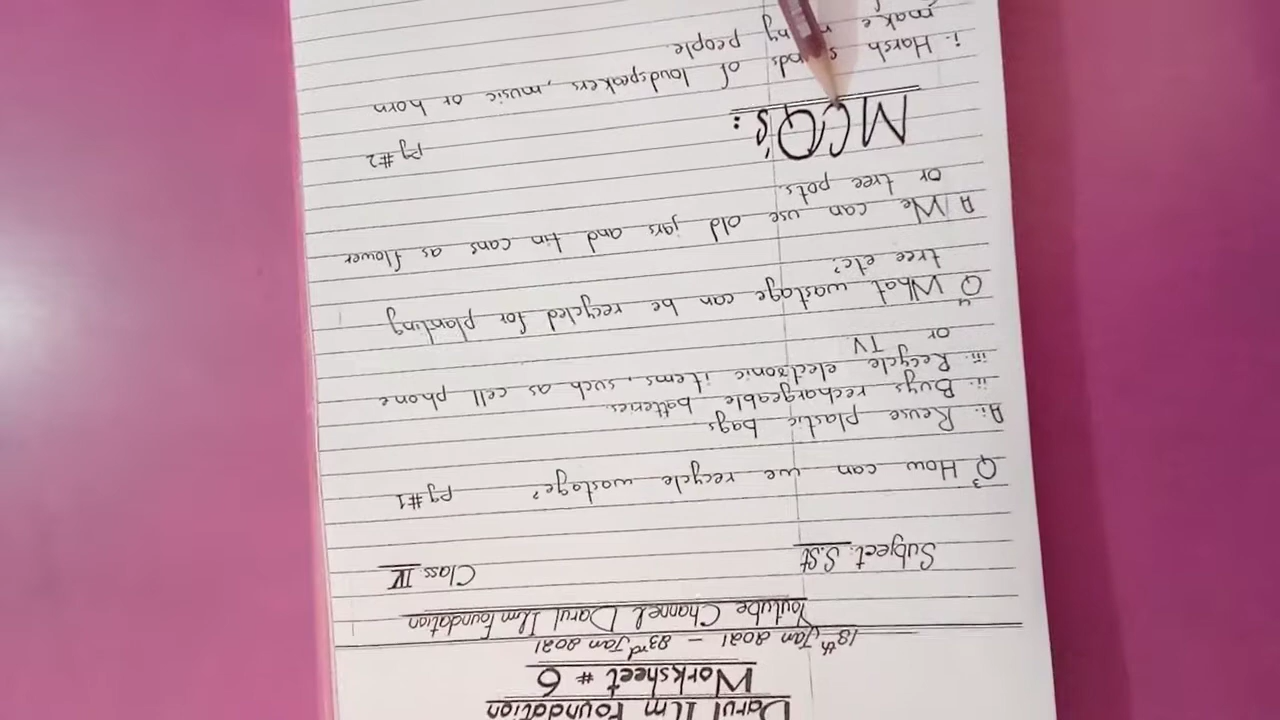 Darul Ilm Foundation
Worksheet # 6
18th Jan 2021 - 23rd Jan 2021
Youtube Channel Darul Ilm Foundation
Subject: S.St Class IV
Q3 How can we recycle wastage? Pg #1
A i. Reuse plastic bags
ii. Buys rechargeable batteries.
iii. Recycle electronic items, such as cell phone
or TV
Q4 What wastage can be recycled for planting
tree etc?
A We can use old jars and tin cans as flower
or tree pots.
Pg #2
MCQ's:
i. Harsh sounds of loudspeakers, music or horn
make people.